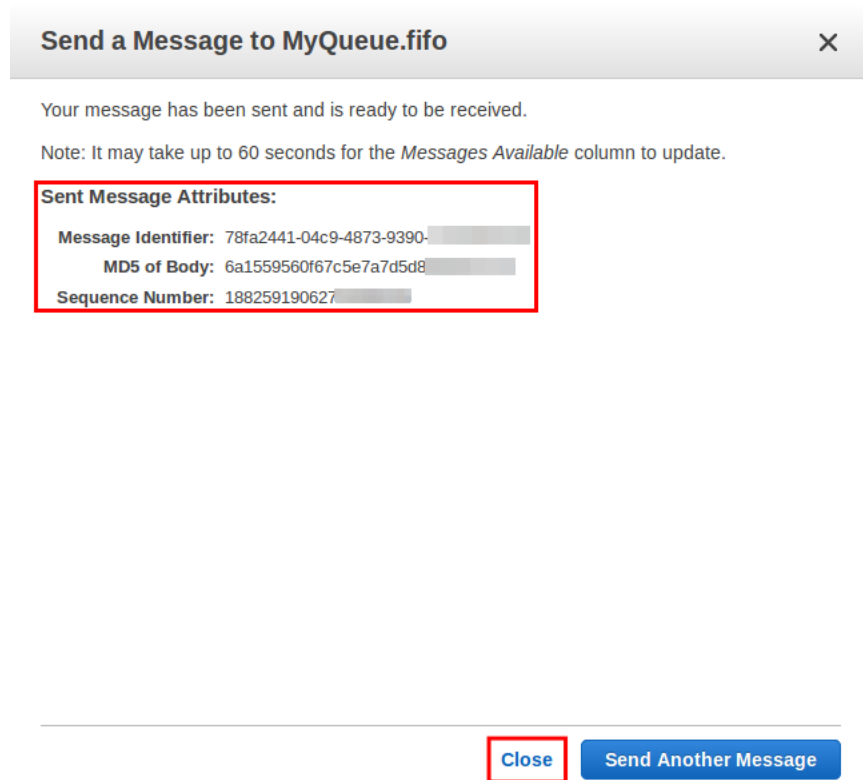 Send a Message to MyQueue.fifo
Your message has been sent and is ready to be received.
Note: It may take up to 60 seconds for the Messages Available column to update.
Sent Message Attributes:
Message Identifier: 78fa2441-04c9-4873-9390-
MD5 of Body: 6a1559560f67c5e7a7d5d8
Sequence Number: 188259190627
Close Send Another Message